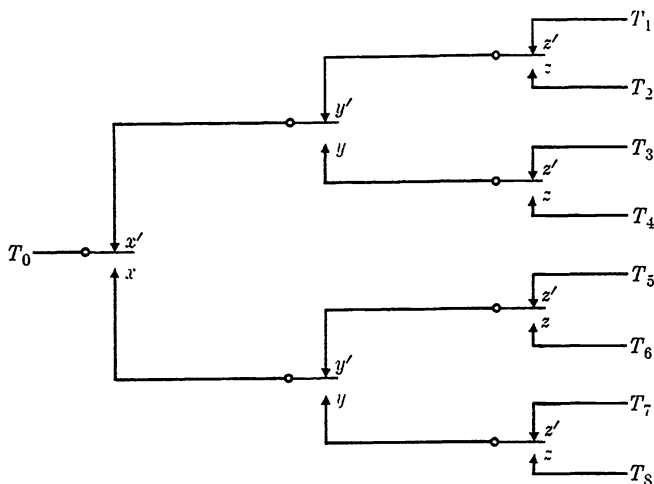 T₁
z′
z
T₂
y′
y
T₃
z′
z
T₄
x′
T₀
x
T₅
z′
z
T₆
y′
y
T₇
z′
z
T₈